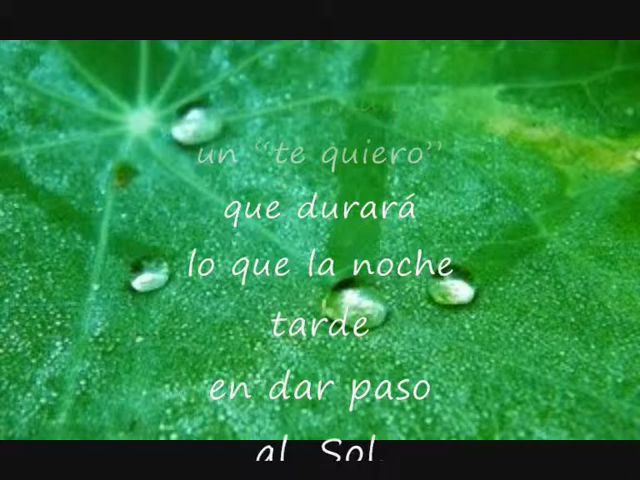 un “te quiero”
que durará
lo que la noche
tarde
en dar paso
al Sol.